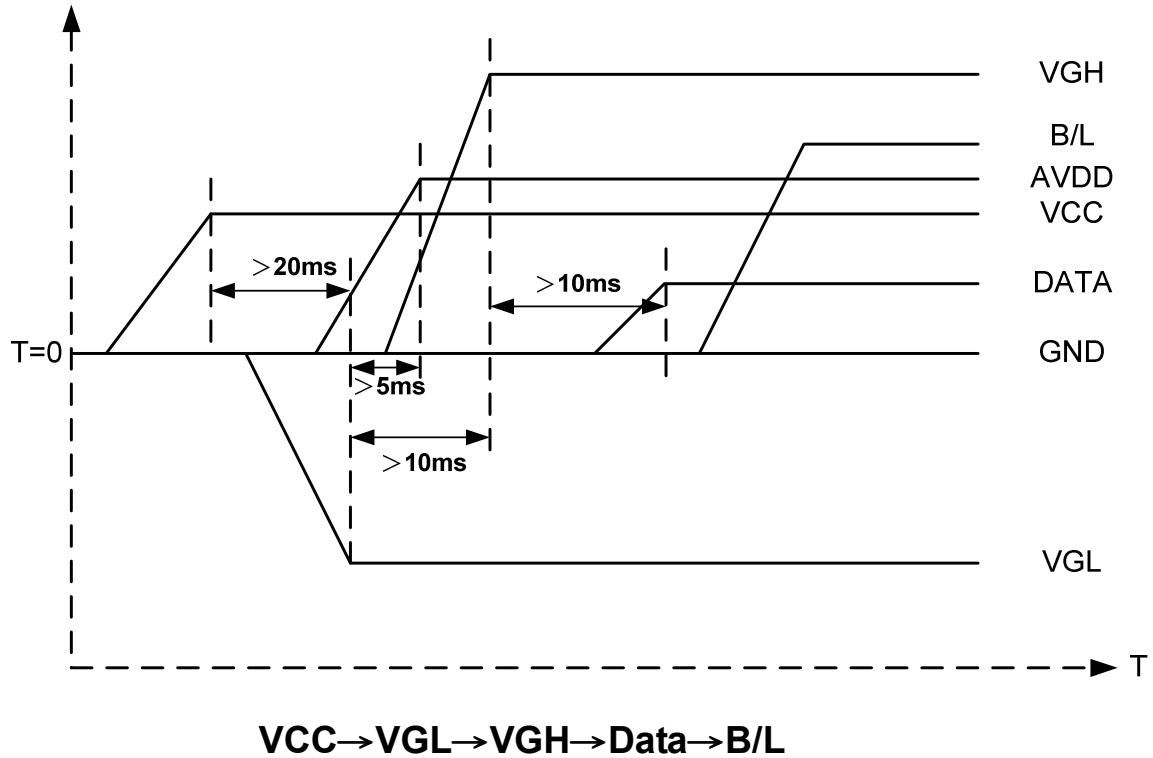 VGH
B/L
AVDD
VCC
>20ms
>10ms
DATA
T=0
GND
>5ms
>10ms
VGL
T
VCC→VGL→VGH→Data→B/L